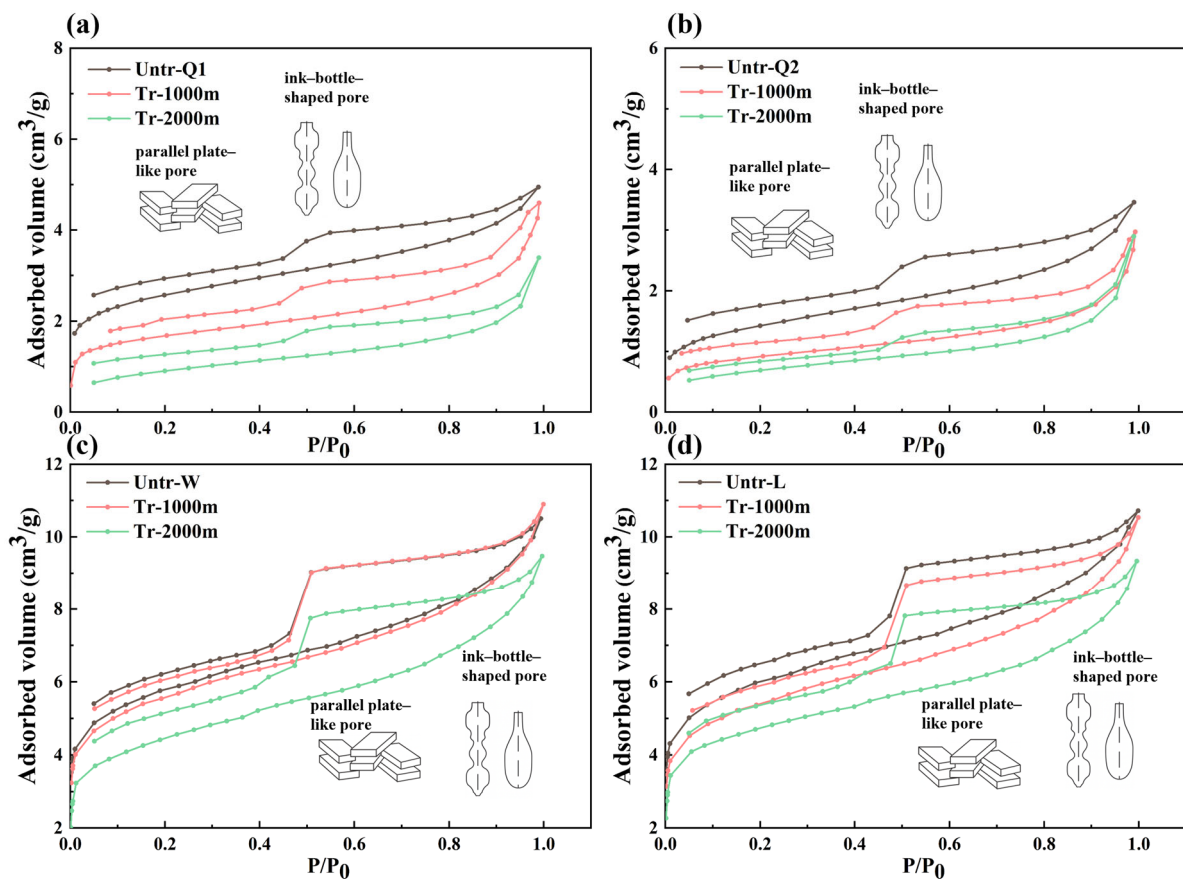 (a)
Adsorbed volume (cm³/g)
8
6
4
2
0
Untr-Q1
Tr-1000m
Tr-2000m
ink–bottle–
shaped pore
parallel plate–
like pore
0.0 0.2 0.4 0.6 0.8 1.0
P/P₀
(b)
Adsorbed volume (cm³/g)
6
4
2
0
Untr-Q2
Tr-1000m
Tr-2000m
ink–bottle–
shaped pore
parallel plate–
like pore
0.0 0.2 0.4 0.6 0.8 1.0
P/P₀
(c)
Adsorbed volume (cm³/g)
12
10
8
6
4
2
Untr-W
Tr-1000m
Tr-2000m
ink–bottle–
shaped pore
parallel plate–
like pore
0.0 0.2 0.4 0.6 0.8 1.0
P/P₀
(d)
Adsorbed volume (cm³/g)
12
10
8
6
4
2
Untr-L
Tr-1000m
Tr-2000m
ink–bottle–
shaped pore
parallel plate–
like pore
0.0 0.2 0.4 0.6 0.8 1.0
P/P₀